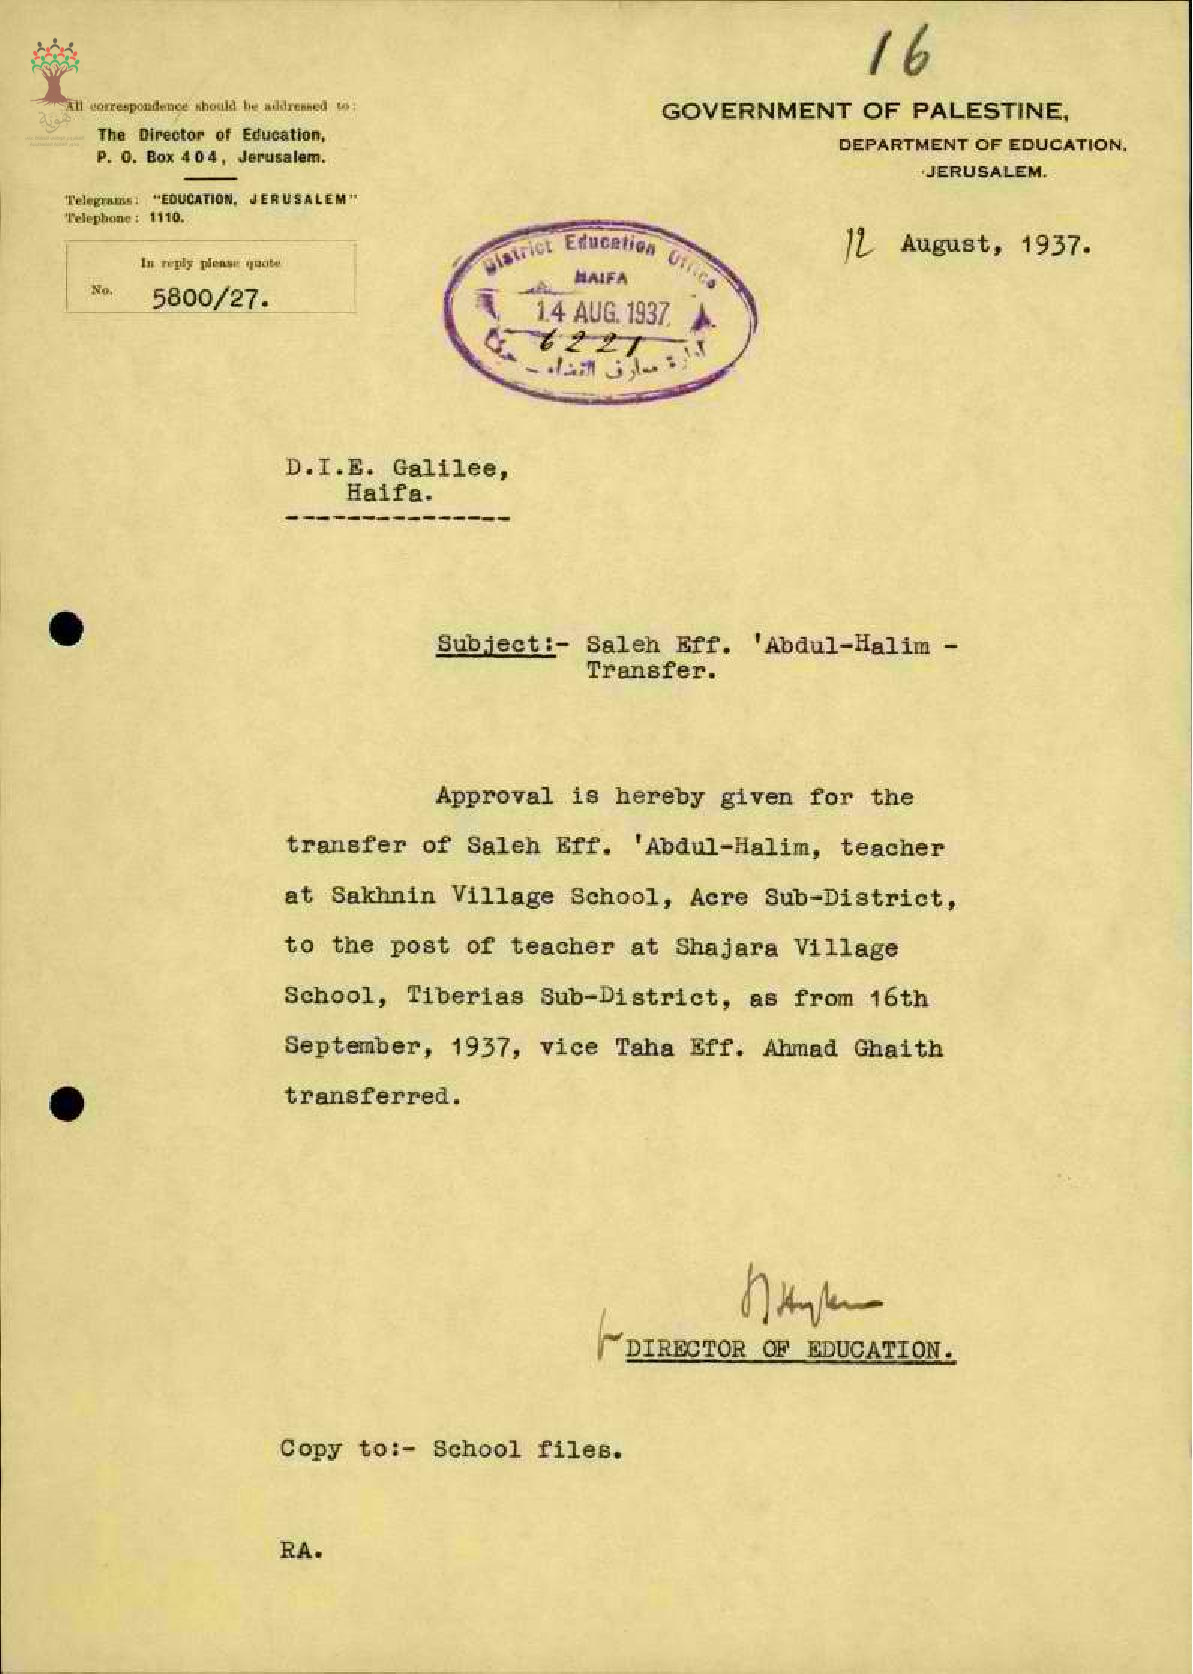 16
All correspondence should be addressed to:
The Director of Education,
P. O. Box 404, Jerusalem.
Telegrams: "EDUCATION, JERUSALEM"
Telephone: 1110.
In reply please quote
No. 5800/27.
GOVERNMENT OF PALESTINE,
DEPARTMENT OF EDUCATION,
JERUSALEM.
12 August, 1937.
District Education Office
HAIFA
14 AUG. 1937
6221
ادارة معارف القضاء - حيفا
D.I.E. Galilee,
Haifa.
---------------
Subject:- Saleh Eff. 'Abdul-Halim -
Transfer.
Approval is hereby given for the
transfer of Saleh Eff. 'Abdul-Halim, teacher
at Sakhnin Village School, Acre Sub-District,
to the post of teacher at Shajara Village
School, Tiberias Sub-District, as from 16th
September, 1937, vice Taha Eff. Ahmad Ghaith
transferred.
DIRECTOR OF EDUCATION.
Copy to:- School files.
RA.